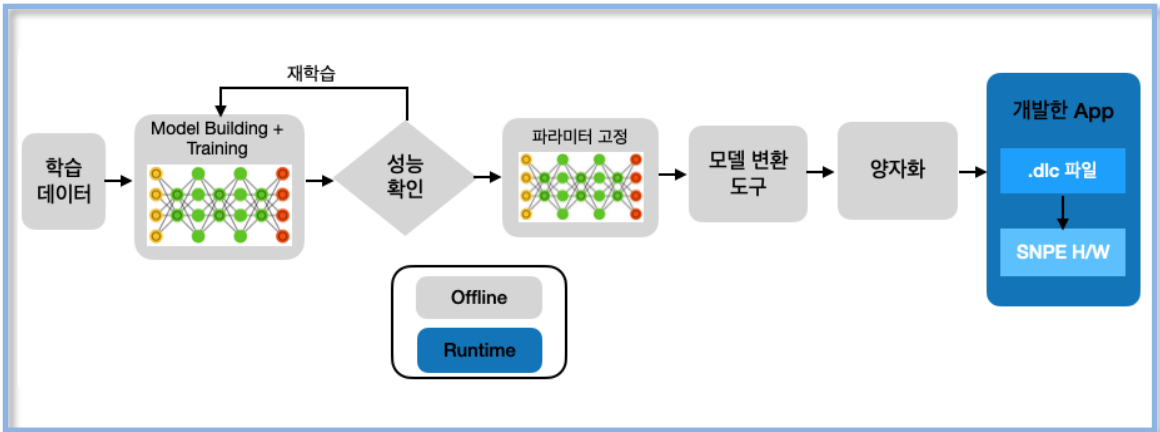 재학습
학습
데이터
Model Building +
Training
성능
확인
파라미터 고정
모델 변환
도구
양자화
개발한 App
.dlc 파일
SNPE H/W
Offline
Runtime